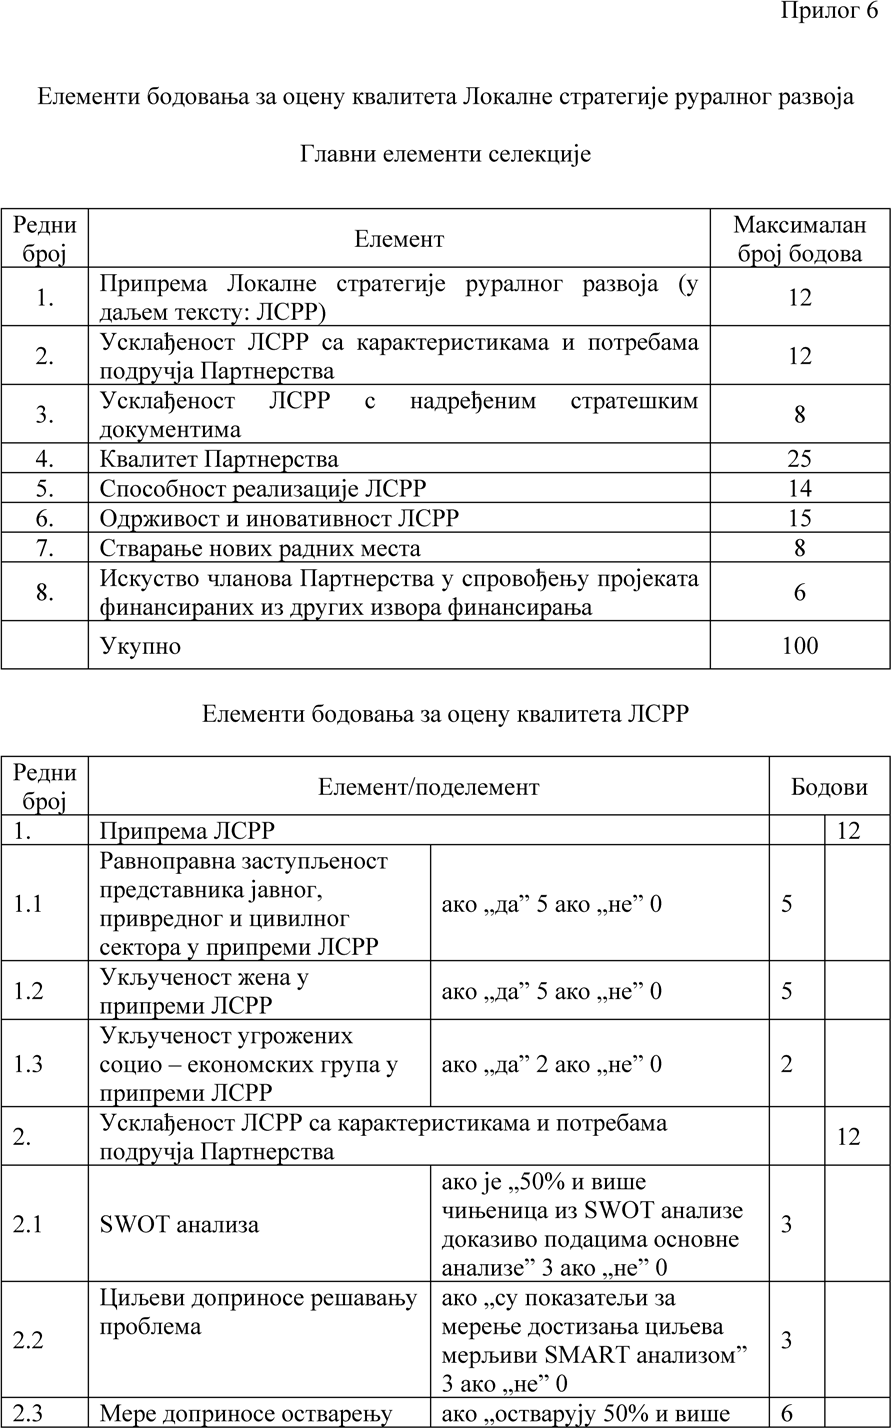 Прилог 6
Елементи бодовања за оцену квалитета Локалне стратегије руралног развоја
Главни елементи селекције
Редни број
Елемент
Максималан број бодова
1.
Припрема Локалне стратегије руралног развоја (у
даљем тексту: ЛСРР)
12
2.
Усклађеност ЛСРР са карактеристикама и потребама
подручја Партнерства
12
3.
Усклађеност ЛСРР с надређеним стратешким
документима
8
4. Квалитет Партнерства 25
5. Способност реализације ЛСРР 14
6. Одрживост и иновативност ЛСРР 15
7. Стварање нових радних места 8
8.
Искуство чланова Партнерства у спровођењу пројеката
финансираних из других извора финансирања
6
Укупно 100
Елементи бодовања за оцену квалитета ЛСРР
Редни
број
Елемент/поделемент
Бодови
1. Припрема ЛСРР 12
1.1
Равноправна заступљеност
представника јавног,
привредног и цивилног
сектора у припреми ЛСРР
ако „да” 5 ако „не” 0
5
1.2
Укљученост жена у
припреми ЛСРР
ако „да” 5 ако „не” 0
5
1.3
Укљученост угрожених
социо – економских група у
припреми ЛСРР
ако „да” 2 ако „не” 0
2
2.
Усклађеност ЛСРР са карактеристикама и потребама
подручја Партнерства
12
2.1
SWOT анализа
ако је „50% и више
чињеница из SWOT анализе
доказиво подацима основне
анализе” 3 ако „не” 0
3
2.2
Циљеви доприносе решавању
проблема
ако „су показатељи за
мерење достизања циљева
мерљиви SMART анализом”
3 ако „не” 0
3
2.3 Мере доприносе остварењу ако „остварују 50% и више 6